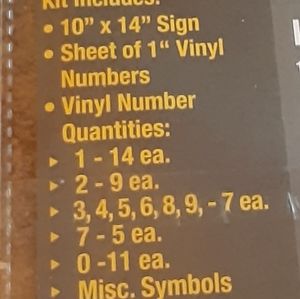 Kit Includes:
• 10” x 14” Sign
• Sheet of 1“ Vinyl
Numbers
• Vinyl Number
Quantities:
▸ 1 - 14 ea.
▸ 2 - 9 ea.
▸ 3, 4, 5, 6, 8, 9, - 7 ea.
▸ 7 - 5 ea.
▸ 0 -11 ea.
▸ Misc. Symbols